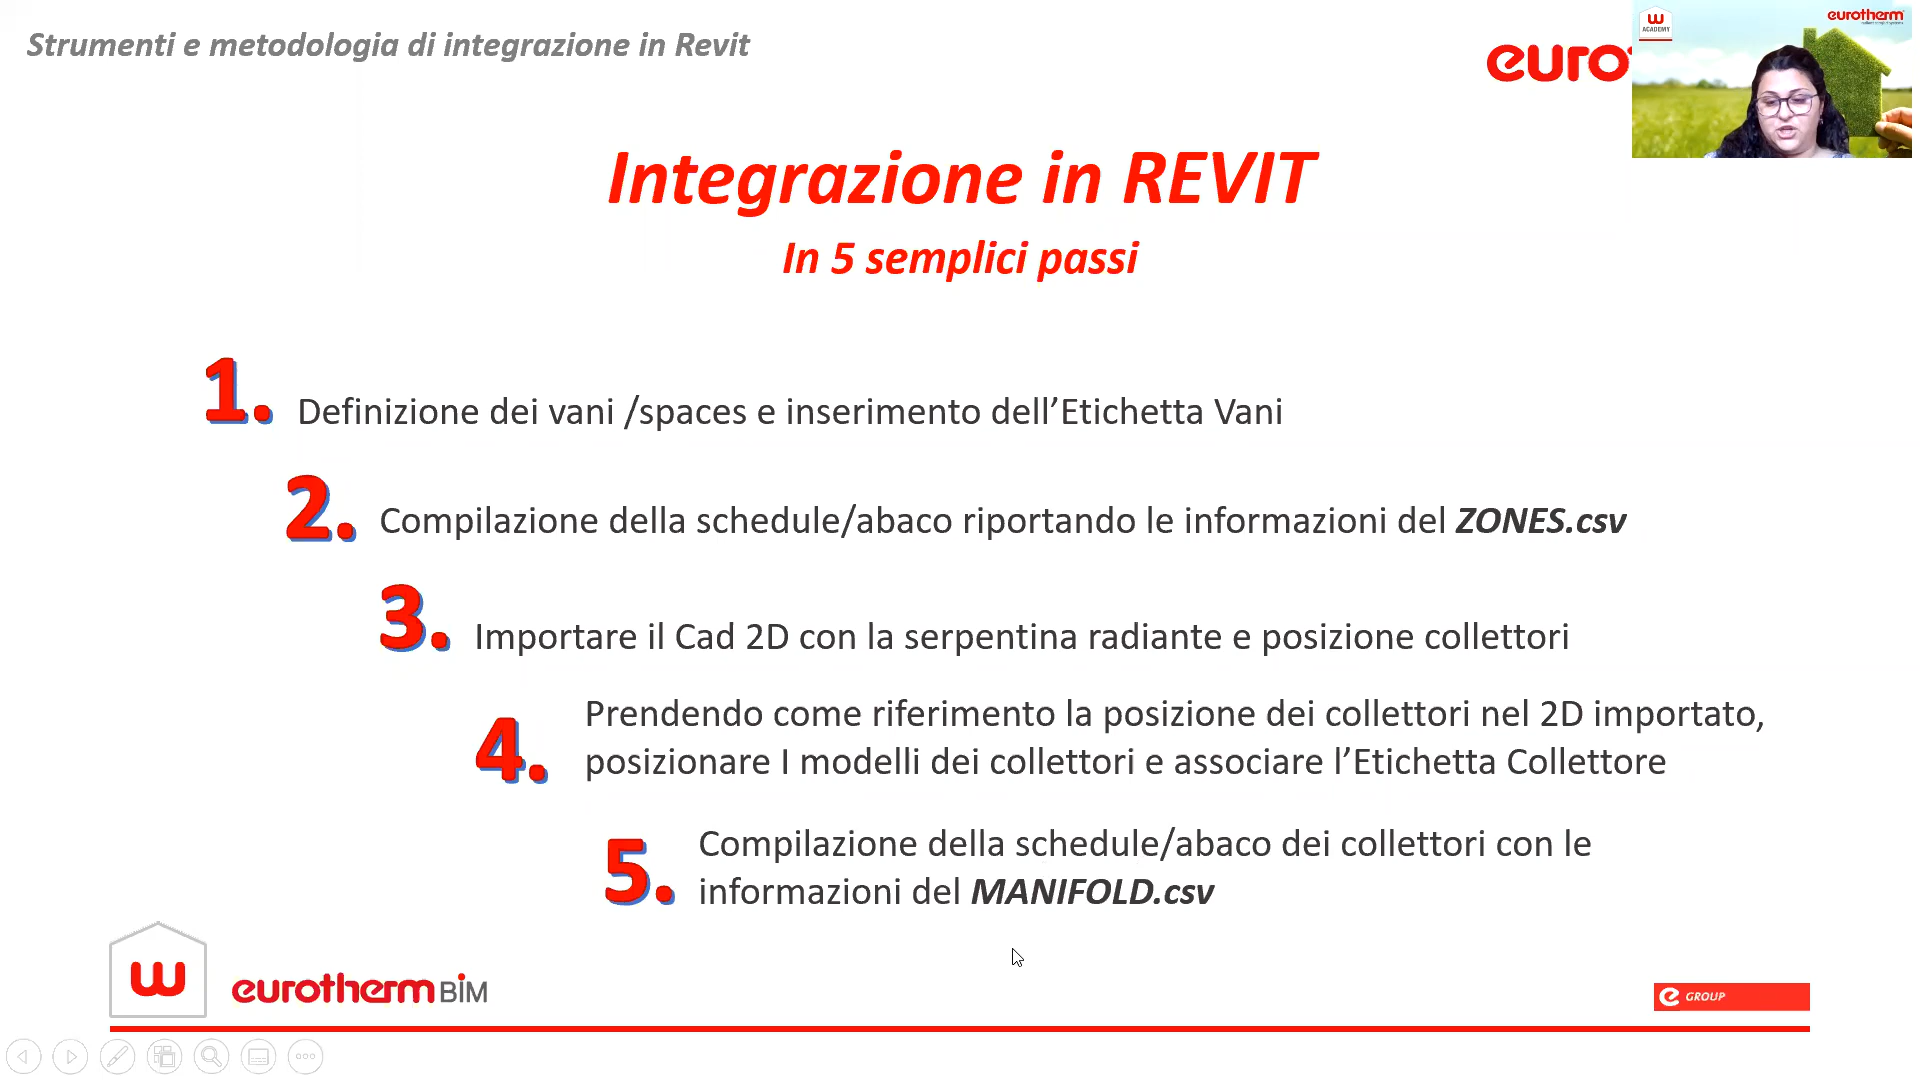 Strumenti e metodologia di integrazione in Revit
euro
ACADEMY
eurotherm
Integrazione in REVIT
In 5 semplici passi
1. Definizione dei vani /spaces e inserimento dell’Etichetta Vani
2. Compilazione della schedule/abaco riportando le informazioni del ZONES.csv
3. Importare il Cad 2D con la serpentina radiante e posizione collettori
4. Prendendo come riferimento la posizione dei collettori nel 2D importato,
posizionare I modelli dei collettori e associare l’Etichetta Collettore
5. Compilazione della schedule/abaco dei collettori con le
informazioni del MANIFOLD.csv
eurotherm BIM
e GROUP